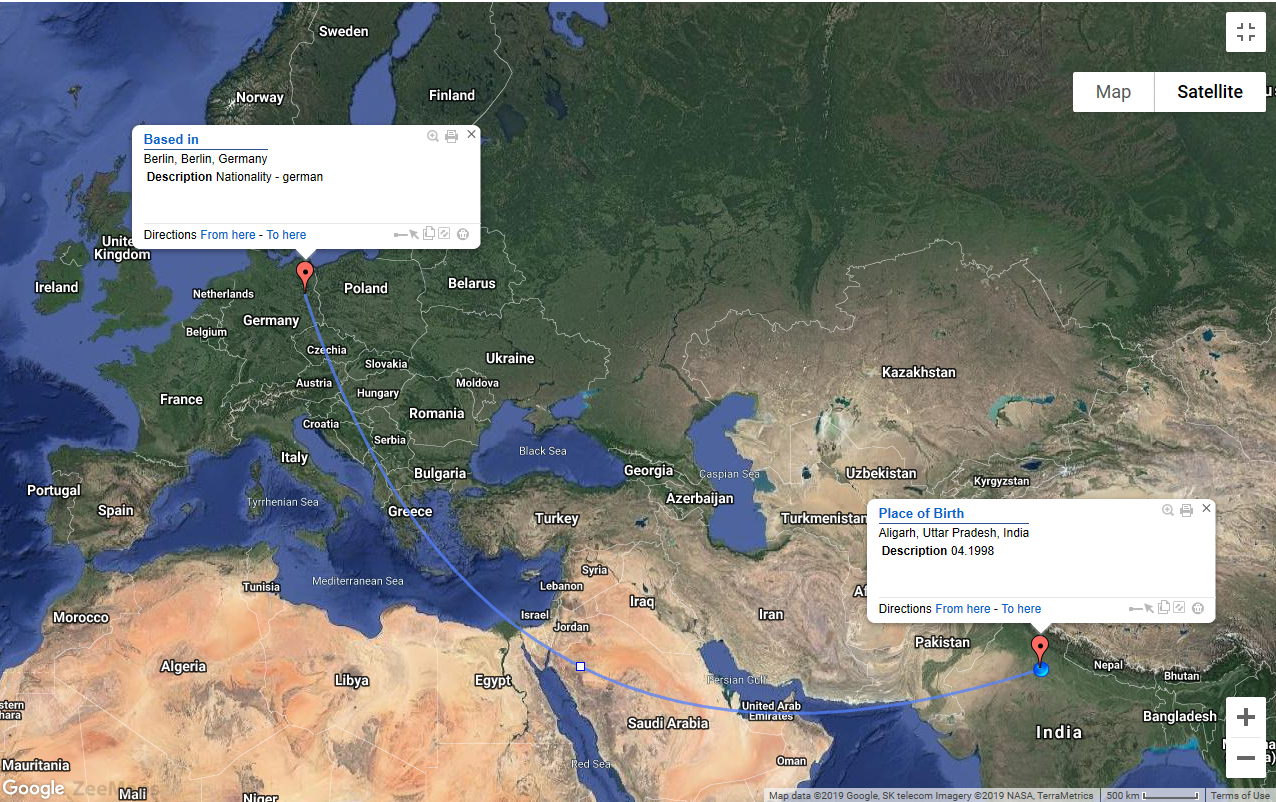 Sweden
Norway
Finland
Map
Satellite
Based in
Berlin, Berlin, Germany
Description Nationality - german
Directions From here - To here
United
Kingdom
Ireland
Netherlands
Poland
Belarus
Germany
Belgium
Czechia
Slovakia
Ukraine
Austria
Moldova
Kazakhstan
France
Hungary
Romania
Croatia
Serbia
Italy
Black Sea
Bulgaria
Georgia
Caspian Sea
Uzbekistan
Kyrgyzstan
Portugal
Spain
Tyrrhenian Sea
Azerbaijan
Greece
Turkey
Turkmenistan
Place of Birth
Aligarh, Uttar Pradesh, India
Description 04.1998
Directions From here - To here
Syria
Mediterranean Sea
Tunisia
Lebanon
Af
Iraq
Israel
Iran
Morocco
Jordan
Pakistan
Algeria
Nepal
Libya
Egypt
Persian Gulf
Bhutan
stern
hara
United Arab
Emirates
Saudi Arabia
Bangladesh
India
Mauritania
Red Sea
Oman
Google
Mali
Niger
Map data ©2019 Google, SK telecom Imagery ©2019 NASA, TerraMetrics
500 km
Terms of Use